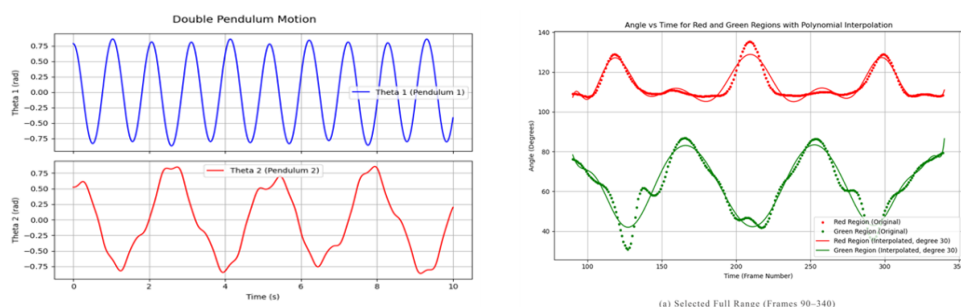 Double Pendulum Motion
0.75
0.50
0.25
0.00
−0.25
−0.50
−0.75
Theta 1 (rad)
Theta 1 (Pendulum 1)
0.75
0.50
0.25
0.00
−0.25
−0.50
−0.75
Theta 2 (rad)
Theta 2 (Pendulum 2)
0 2 4 6 8 10
Time (s)
Angle vs Time for Red and Green Regions with Polynomial Interpolation
140
120
100
80
60
40
Angle (Degrees)
Red Region (Original)
Green Region (Original)
Red Region (Interpolated, degree 30)
Green Region (Interpolated, degree 30)
100 150 200 250 300 350
Time (Frame Number)
(a) Selected Full Range (Frames 90–340)